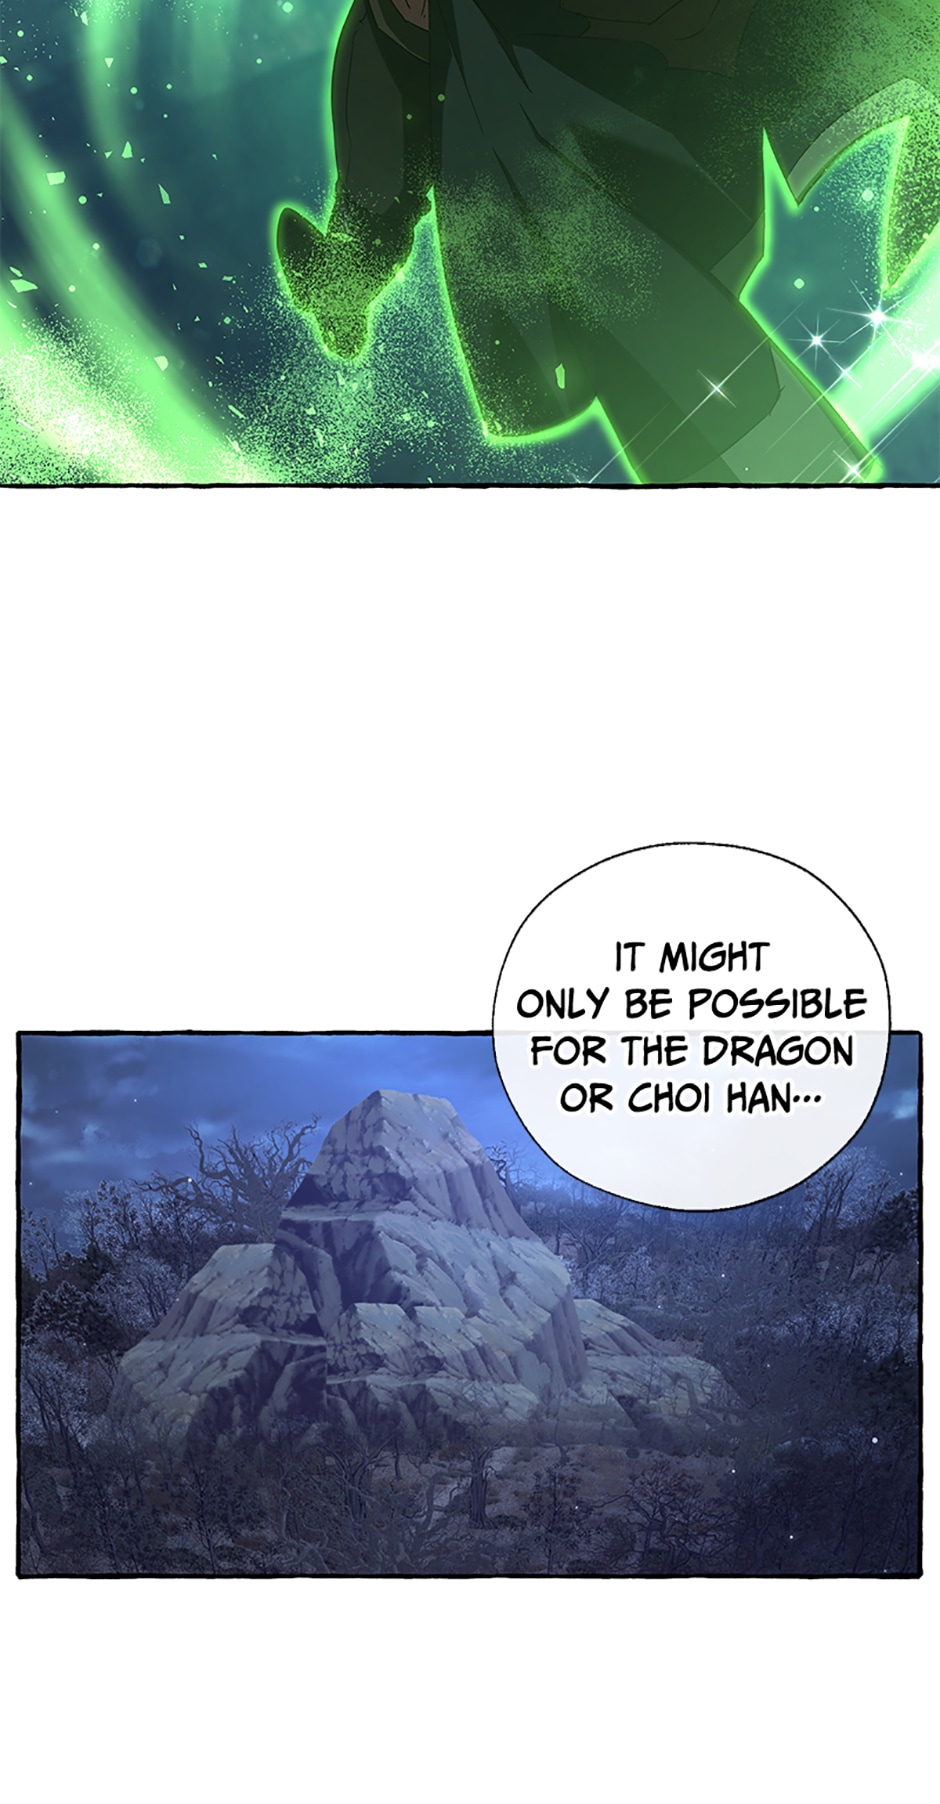 IT MIGHT
ONLY BE POSSIBLE
FOR THE DRAGON
OR CHOI HAN...